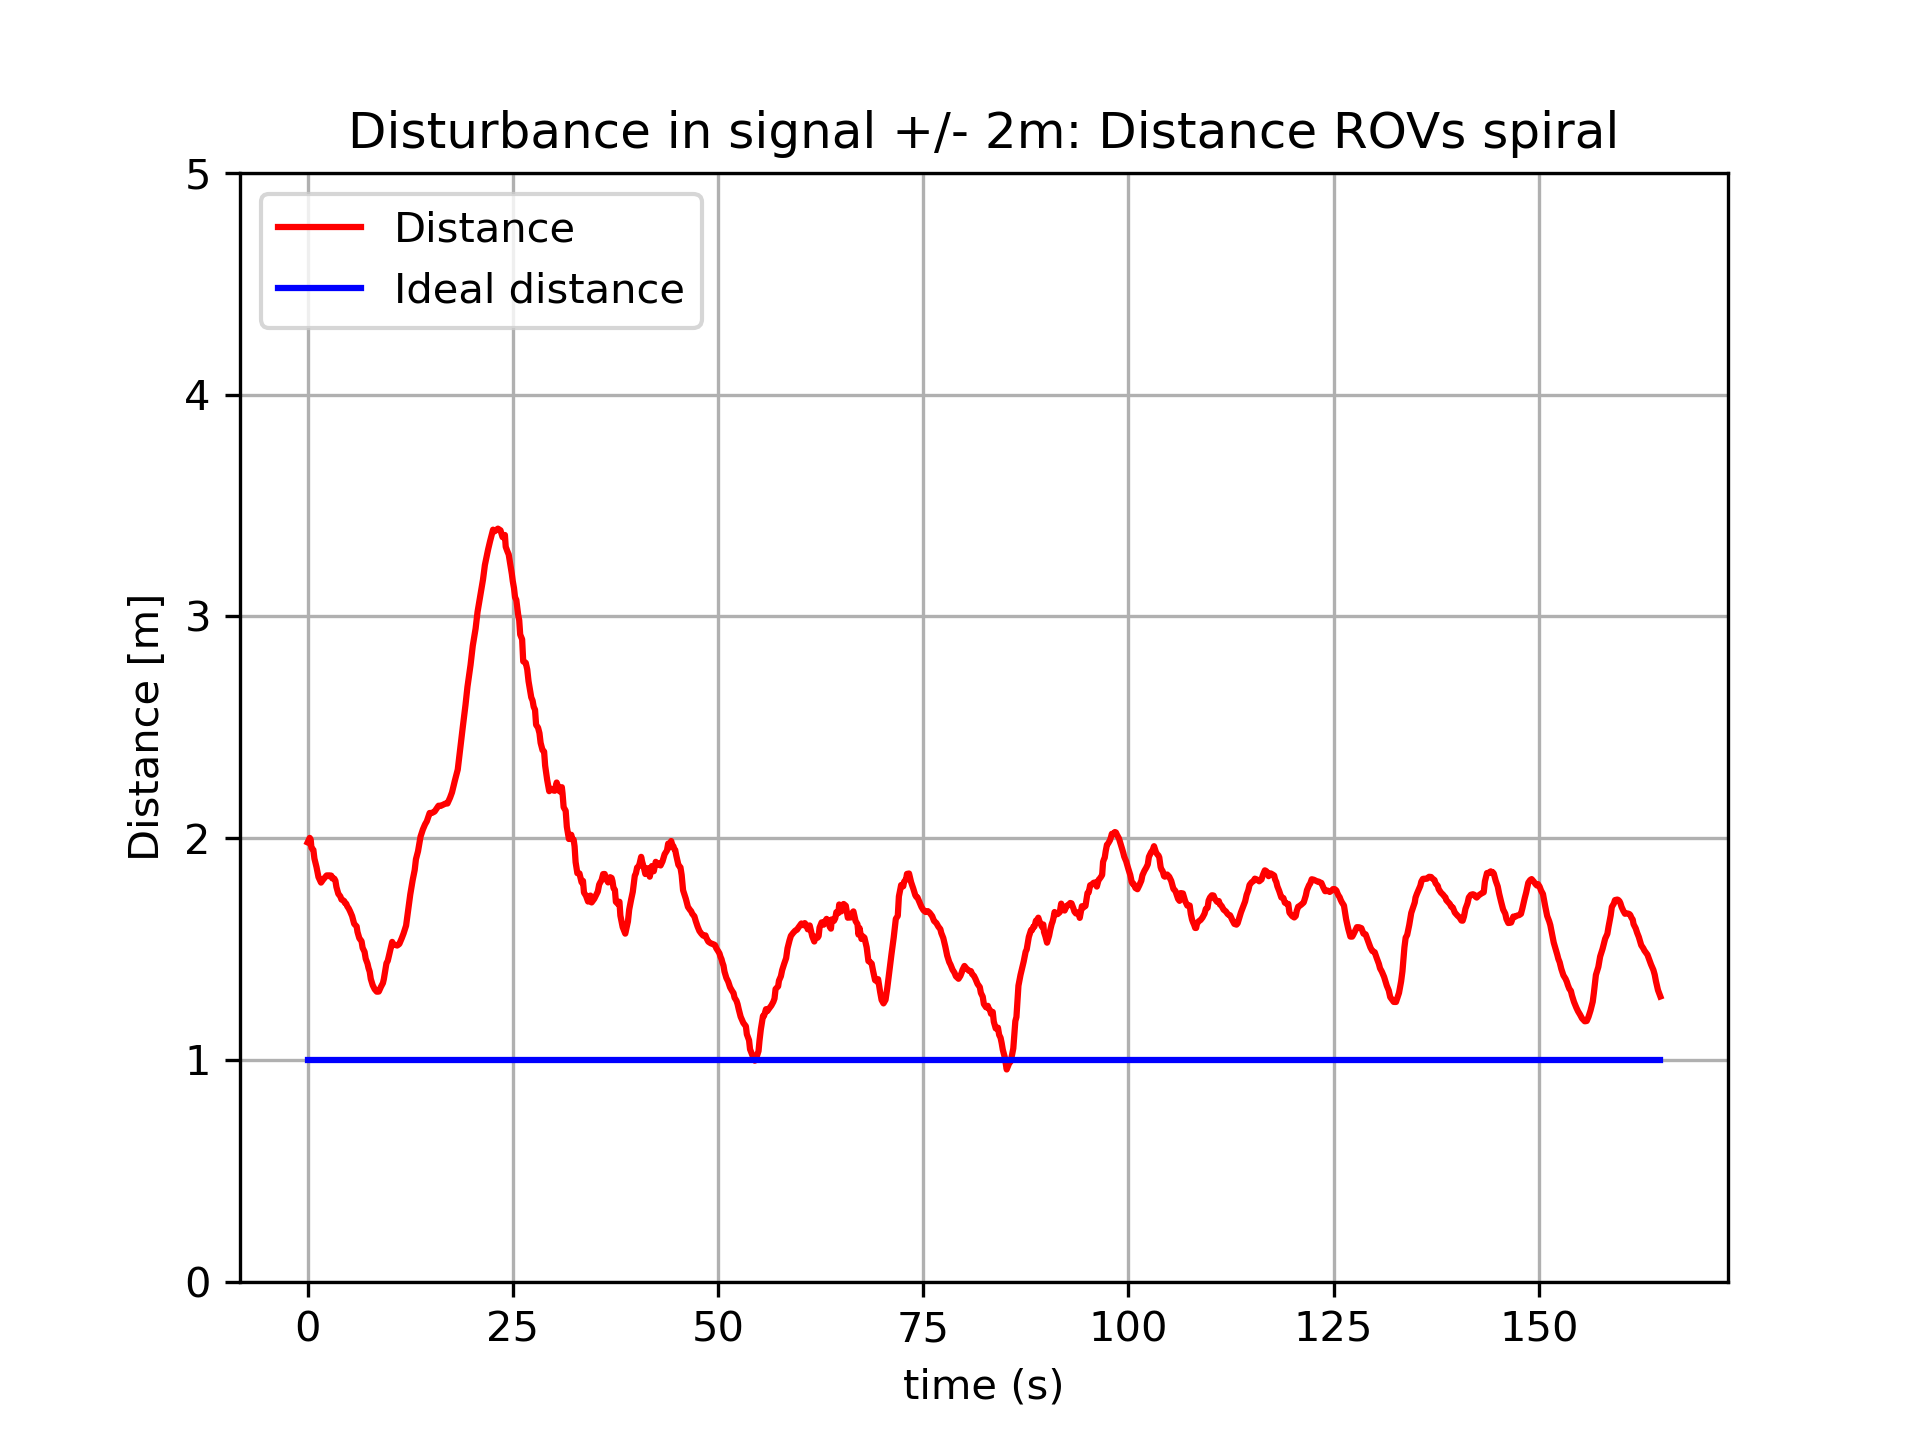 Disturbance in signal +/- 2m: Distance ROVs spiral
5
4
3
2
1
0
Distance
Ideal distance
Distance [m]
0 25 50 75 100 125 150
time (s)